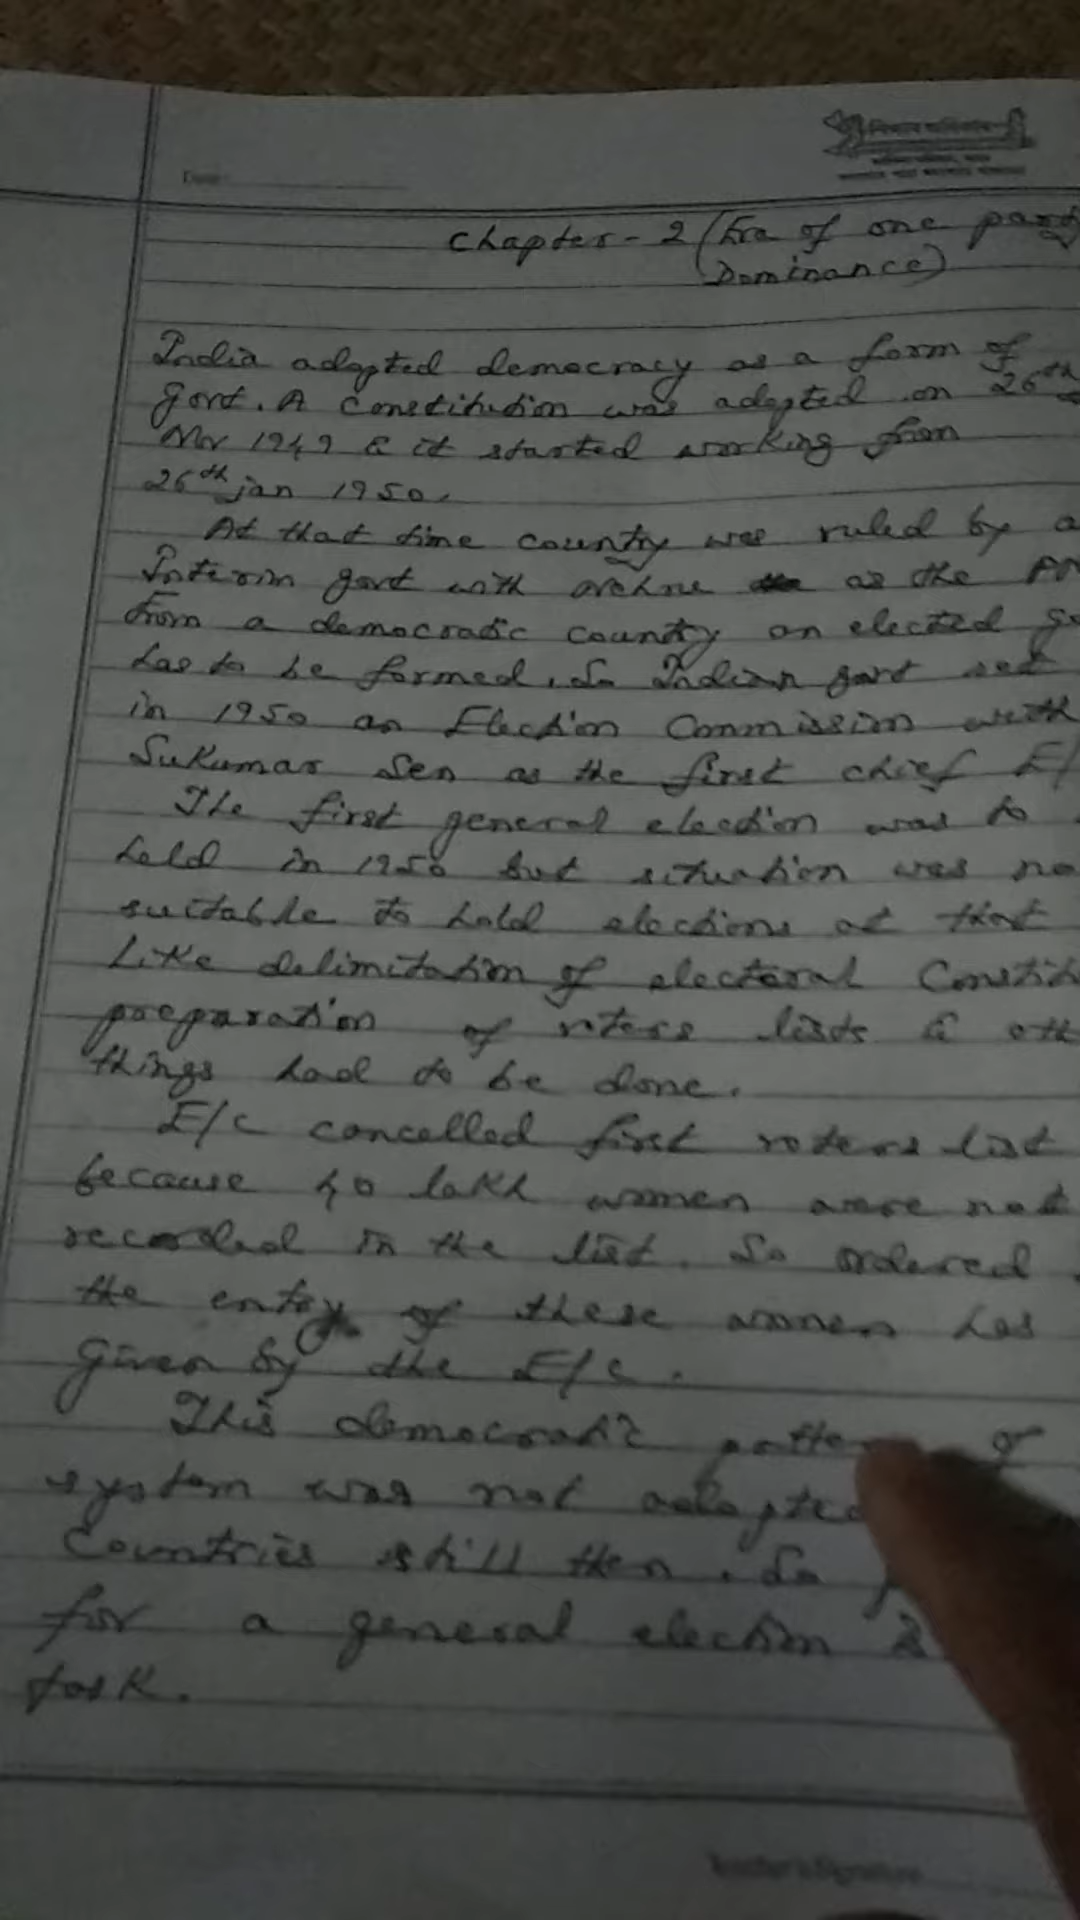 Date:
Chapter - 2 (Era of one party
Dominance)
India adopted democracy as a form of
govt. A Constitution was adopted on 26th
Nov 1949 & it started working from
26th jan 1950.
At that time country was ruled by a
Interim govt with as the
From a democratic country an elected
has to be formed. So Indian govt set
in 1950 an Election Commission with
Sukumar Sen as the first chief E/
The first general election was to
held in 1950 but situation was
suitable to hold elections at that
Like delimitation of electoral
preparation of voters lists &
things had to be done.
E/C cancelled first voters list
because 40 lakh women were not
recorded in the list. So ordered
the entry of these women has
given by the E/C.
This democratic of
system was not
Countries still then. So
for a general election
task.